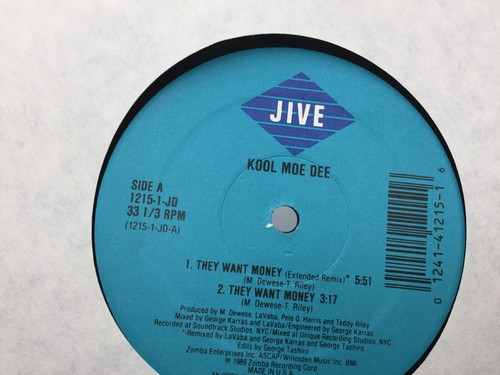 JIVE
KOOL MOE DEE
SIDE A
1215-1-JD
33 1/3 RPM
(1215-1-JD-A)
0 1241-41215-1 6
1. THEY WANT MONEY (Extended Remix)* 5:51
(M. Dewese-T. Riley)
2. THEY WANT MONEY 3:17
(M. Dewese-T. Riley)
Produced by M. Dewese, LaVaba, Pete Q. Harris and Teddy Riley
Mixed by George Karras and LaVaba/Engineered by George Karras
Recorded at Soundtrack Studios, NYC/Mixed at Unique Recording Studios, NYC
*-Remixed by LaVaba and George Karras and George Tashiro
Edits by George Tashiro
Zomba Enterprises Inc. ASCAP/Willesden Music Inc. BMI
℗ 1989 Zomba Recording Corp
MADE IN U.S.A.